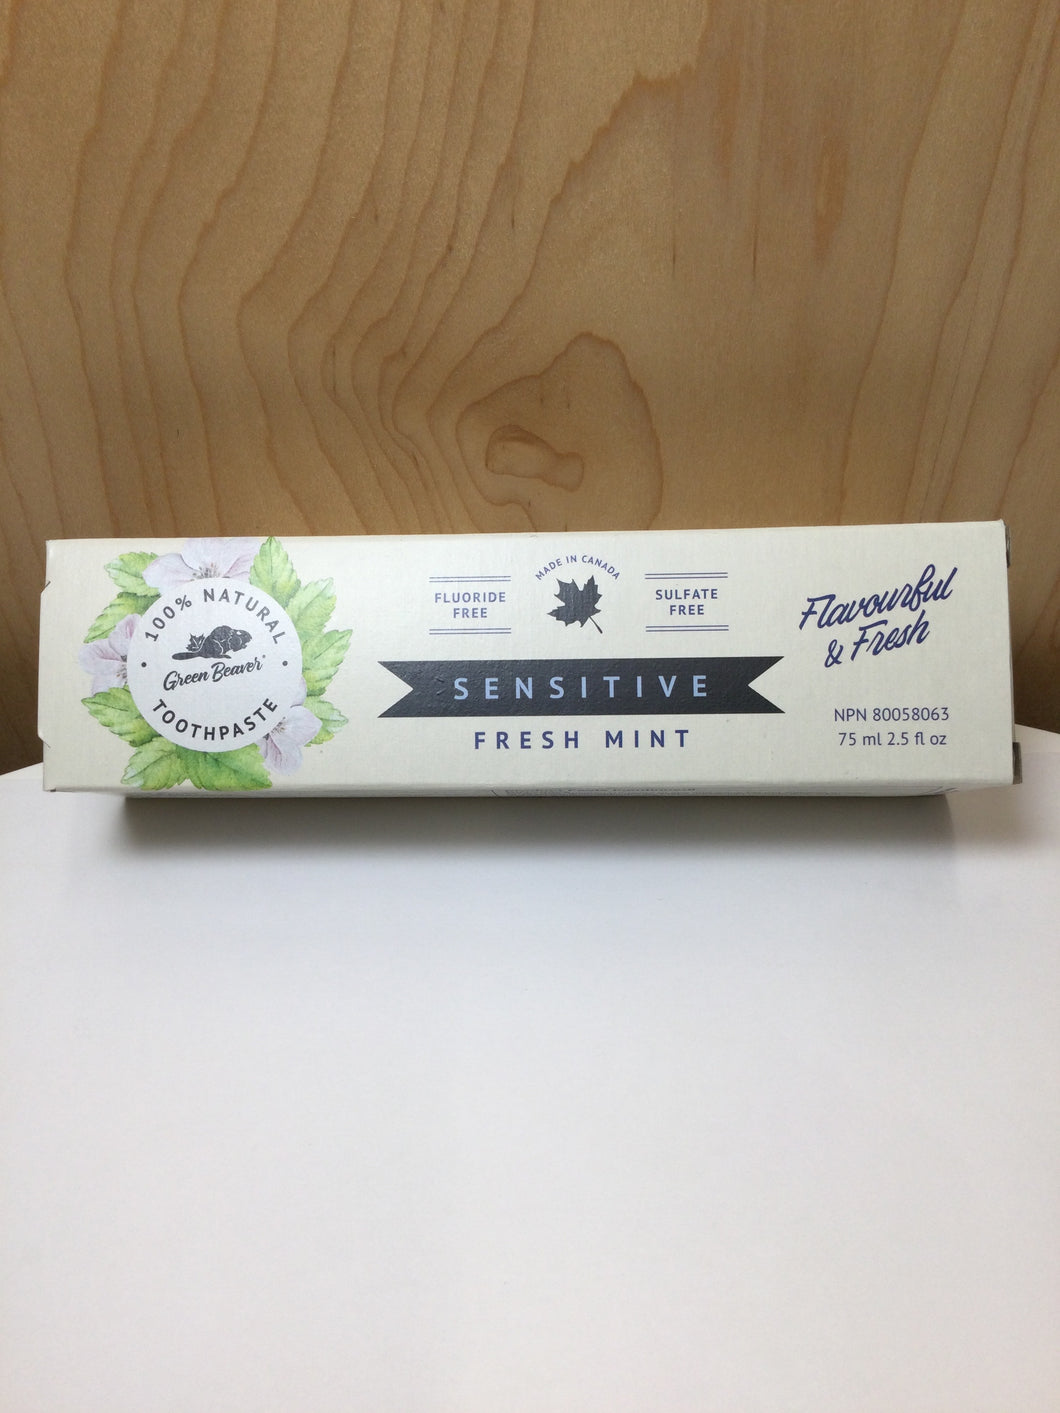 100% NATURAL
Green Beaver
TOOTHPASTE
MADE IN CANADA
FLUORIDE
FREE
SULFATE
FREE
SENSITIVE
FRESH MINT
Flavourful
& Fresh
NPN 80058063
75 ml 2.5 fl oz